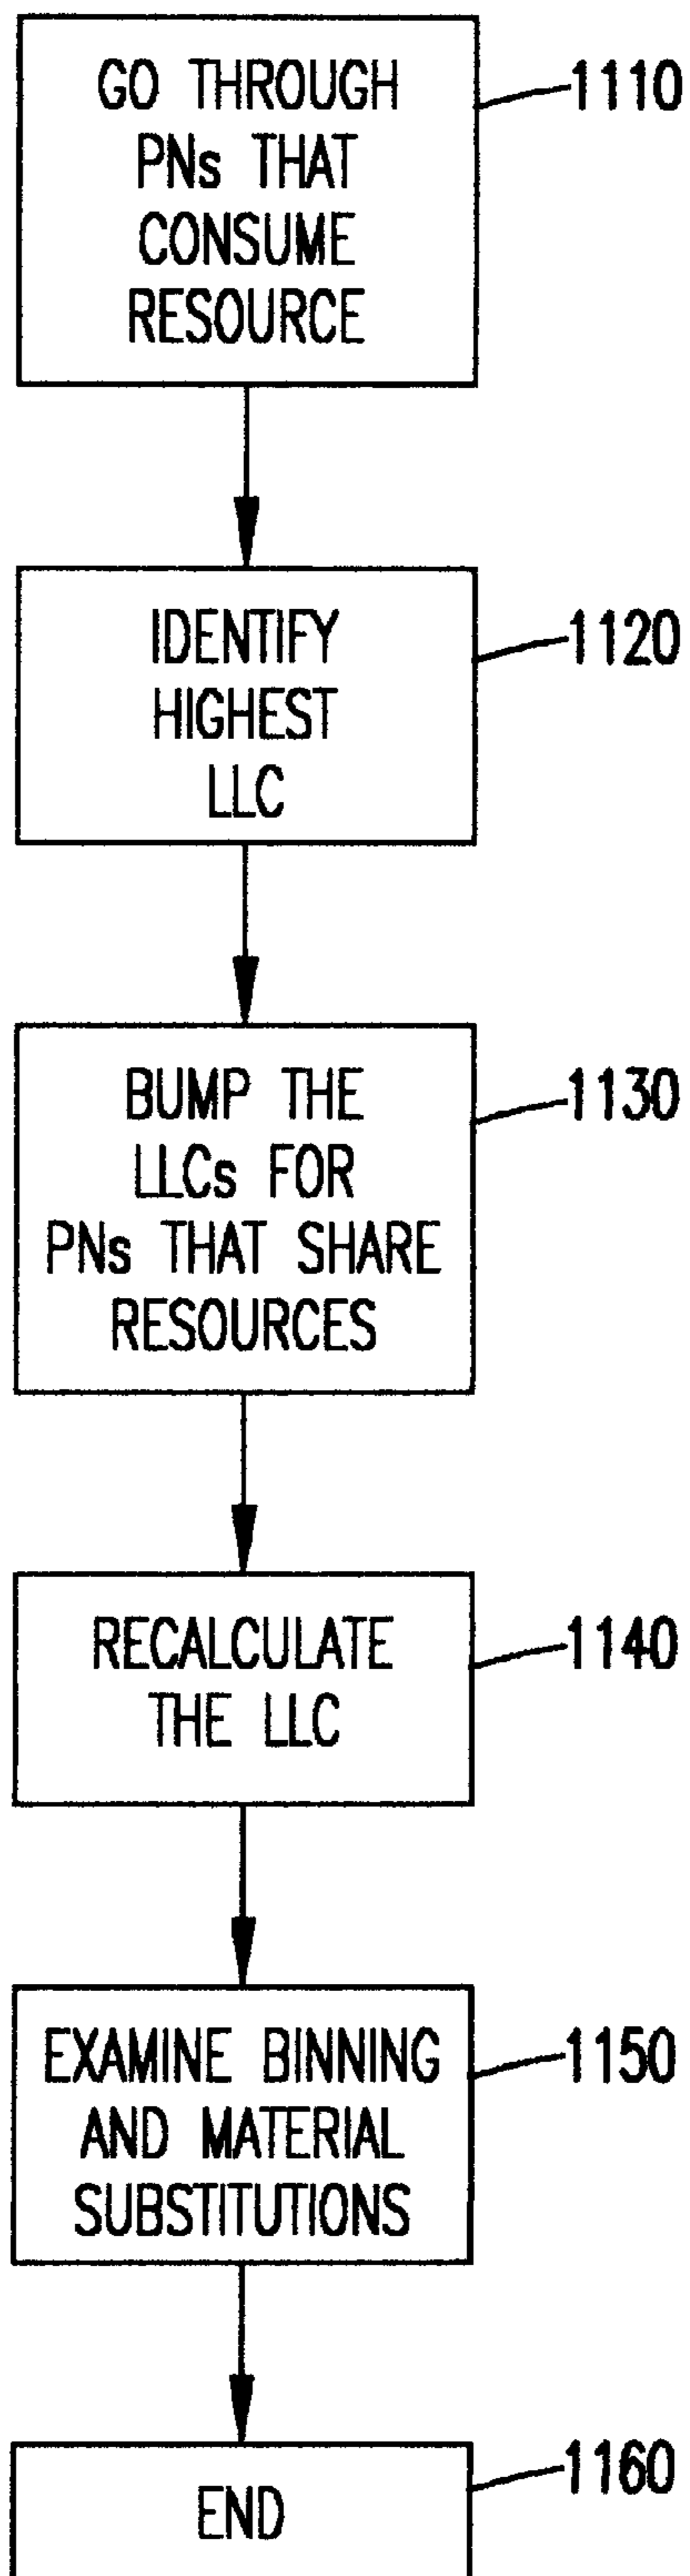 GO THROUGH
PNs THAT
CONSUME
RESOURCE
1110
IDENTIFY
HIGHEST
LLC
1120
BUMP THE
LLCs FOR
PNs THAT SHARE
RESOURCES
1130
RECALCULATE
THE LLC
1140
EXAMINE BINNING
AND MATERIAL
SUBSTITUTIONS
1150
END
1160